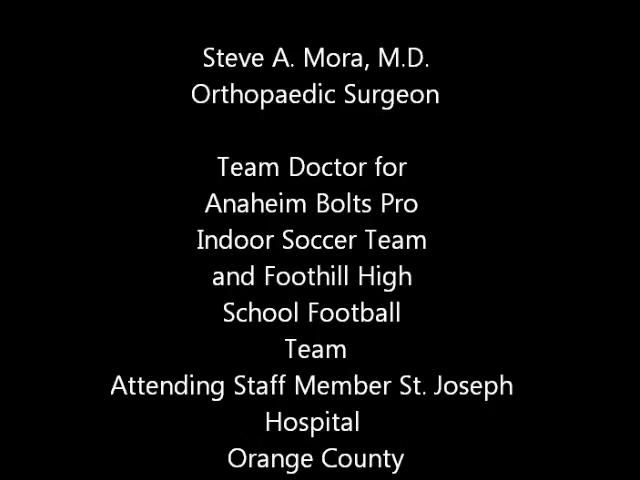 Steve A. Mora, M.D.
Orthopaedic Surgeon
Team Doctor for
Anaheim Bolts Pro
Indoor Soccer Team
and Foothill High
School Football
Team
Attending Staff Member St. Joseph
Hospital
Orange County